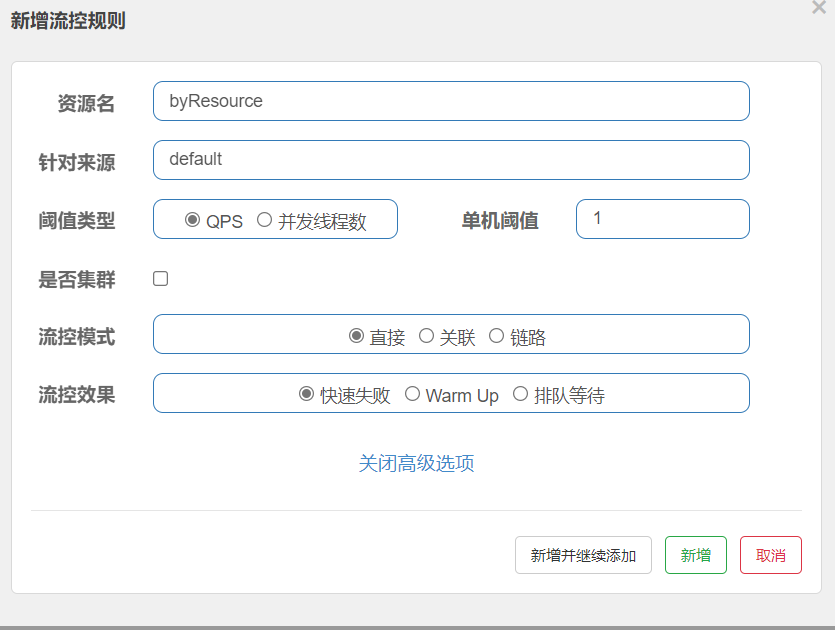 新增流控规则
资源名 byResource
针对来源 default
阈值类型 QPS 并发线程数 单机阈值 1
是否集群
流控模式 直接 关联 链路
流控效果 快速失败 Warm Up 排队等待
关闭高级选项
新增并继续添加 新增 取消